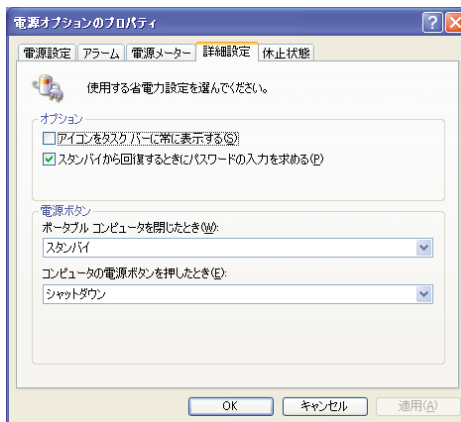 電源オプションのプロパティ
電源設定 アラーム 電源メーター 詳細設定 休止状態
使用する省電力設定を選んでください。
オプション
アイコンをタスク バーに常に表示する(S)
スタンバイから回復するときにパスワードの入力を求める(P)
電源ボタン
ポータブル コンピュータを閉じたとき(W):
スタンバイ
コンピュータの電源ボタンを押したとき(E):
シャットダウン
OK キャンセル 適用(A)